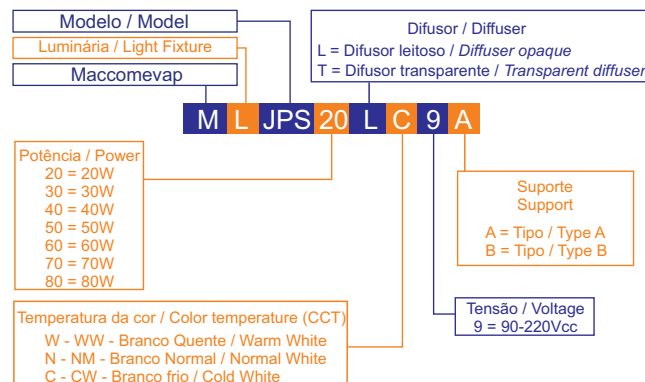 Modelo / Model
Luminária / Light Fixture
Maccomevap
Difusor / Diffuser
L = Difusor leitoso / Diffuser opaque
T = Difusor transparente / Transparent diffuser
M L JPS 20 L C 9 A
Potência / Power
20 = 20W
30 = 30W
40 = 40W
50 = 50W
60 = 60W
70 = 70W
80 = 80W
Suporte
Support
A = Tipo / Type A
B = Tipo / Type B
Tensão / Voltage
9 = 90-220Vcc
Temperatura da cor / Color temperature (CCT)
W - WW - Branco Quente / Warm White
N - NM - Branco Normal / Normal White
C - CW - Branco frio / Cold White